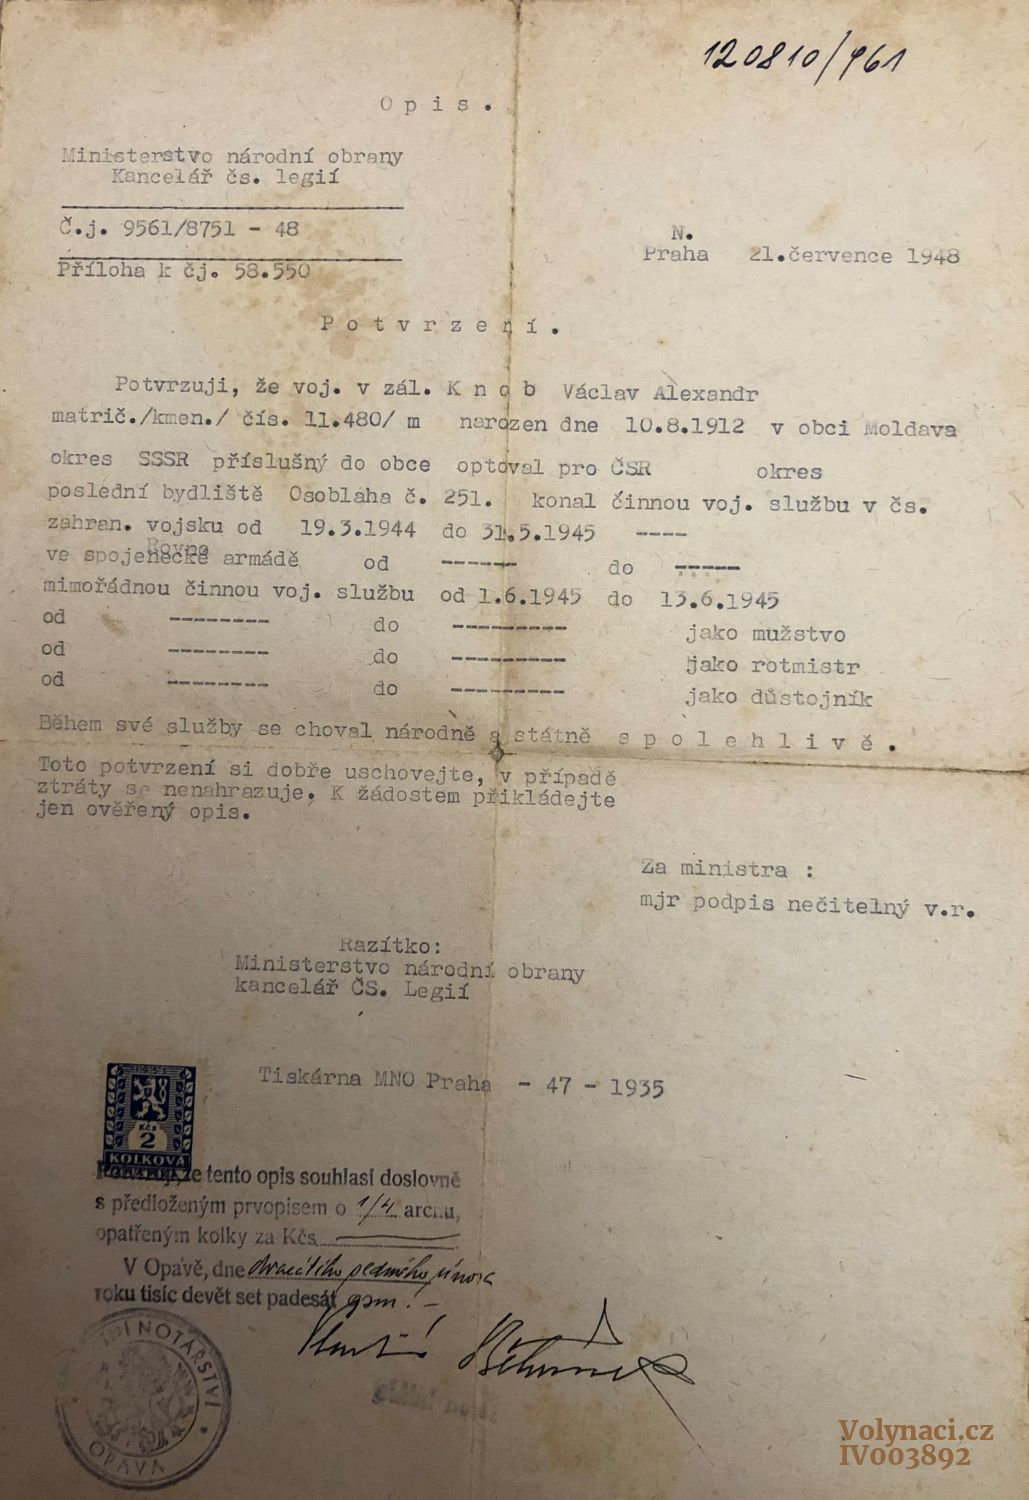 120810/961
Opis.
Ministerstvo národní obrany
Kancelář čs. legií
Č.j. 9561/8751 - 48
Příloha k čj. 58.550
N.
Praha 21.července 1948
Potvrzení.
Potvrzuji, že voj. v zál. Knob Václav Alexandr
matrič./kmen./ čís. 11.480/ m narozen dne 10.8.1912 v obci Moldava
okres SSSR příslušný do obce optoval pro ČSR okres
poslední bydliště Osoblaha č. 251. konal činnou voj. službu v čs.
zahran. vojsku od 19.3.1944 do 31.5.1945 ----
Rovno
ve spojenecké armádě od ------ do -----
mimořádnou činnou voj. službu od 1.6.1945 do 13.6.1945
od -------- do --------- jako mužstvo
od -------- do --------- jako rotmistr
od -------- do --------- jako důstojník
Během své služby se choval národně a státně spolehlivě.
Toto potvrzení si dobře uschovejte, v případě
ztráty se nenahrazuje. K žádostem přikládejte
jen ověřený opis.
Za ministra :
mjr podpis nečitelný v.r.
Razítko:
Ministerstvo národní obrany
kancelář ČS. Legií
Tiskárna MNO Praha - 47 - 1935
Kčs
2
KOLKOVÁ
že tento opis souhlasí doslovně
s předloženým prvopisem o 1/4 archu,
opatřeným kolky za Kčs
V Opavě, dne dvacátého sedmého února
roku tisíc devět set padesát osm.-
NOTÁŘSTVÍ
OPAVA
Volynaci.cz
IV003892